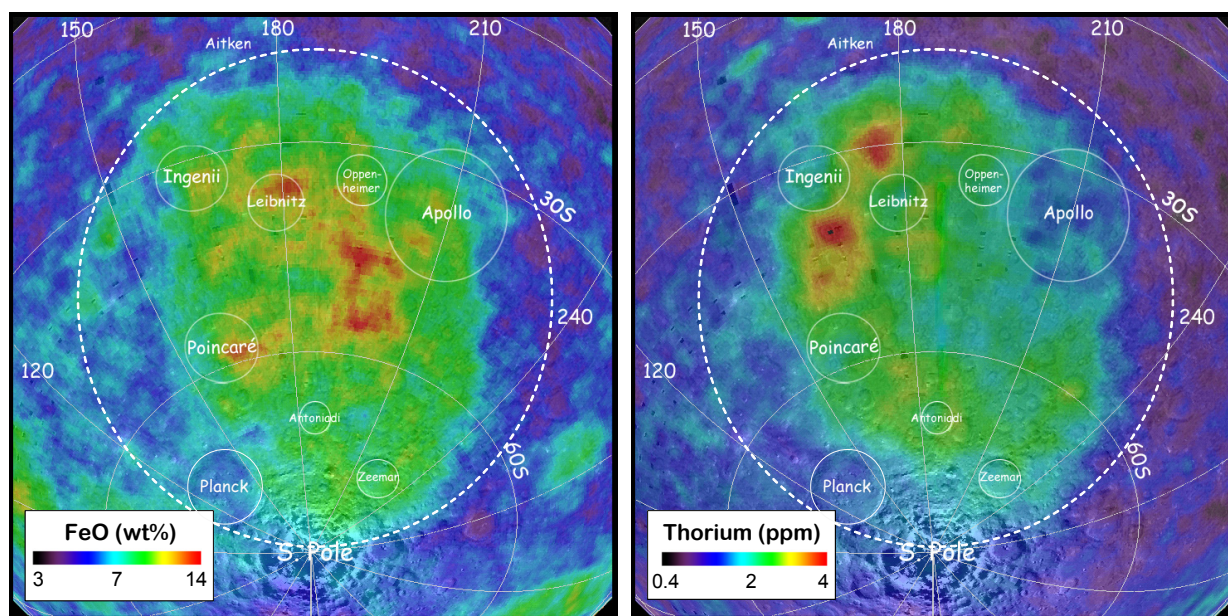 150
180
210
Aitken
Ingenii
Leibnitz
Oppen-
heimer
Apollo
30S
240
Poincaré
120
Antoniadi
60S
Planck
Zeeman
S. Pole
FeO (wt%)
3 7 14
150
180
210
Aitken
Ingenii
Leibnitz
Oppen-
heimer
Apollo
30S
240
Poincaré
120
Antoniadi
60S
Planck
Zeeman
S. Pole
Thorium (ppm)
0.4 2 4